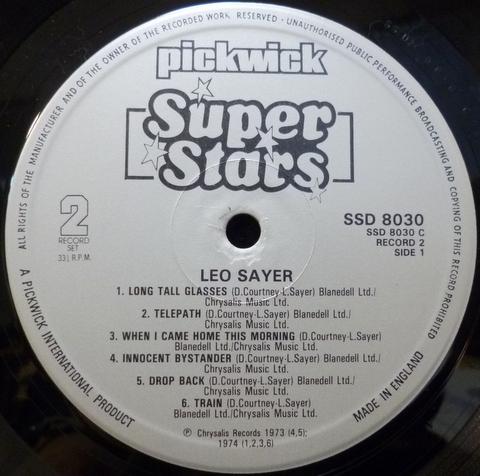 ALL RIGHTS OF THE MANUFACTURER AND OF THE OWNER OF THE RECORDED WORK RESERVED - UNAUTHORISED PUBLIC PERFORMANCE BROADCASTING AND COPYING OF THIS RECORD PROHIBITED
pickwick
Super
Stars
2
RECORD
SET
33⅓ R.P.M.
SSD 8030
SSD 8030 C
RECORD 2
SIDE 1
LEO SAYER
1. LONG TALL GLASSES (D.Courtney-L.Sayer) Blanedell Ltd./
Chrysalis Music Ltd.
2. TELEPATH (D.Courtney-L.Sayer) Blanedell Ltd./
Chrysalis Music Ltd.
3. WHEN I CAME HOME THIS MORNING (D.Courtney-L.Sayer)
Blanedell Ltd./Chrysalis Music Ltd.
4. INNOCENT BYSTANDER (D.Courtney-L.Sayer) Blanedell Ltd./
Chrysalis Music Ltd.
5. DROP BACK (D.Courtney-L.Sayer) Blanedell Ltd./
Chrysalis Music Ltd.
6. TRAIN (D.Courtney-L.Sayer)
Blanedell Ltd./Chrysalis Music Ltd.
℗ Chrysalis Records 1973 (4,5);
1974 (1,2,3,6)
A PICKWICK INTERNATIONAL PRODUCT
MADE IN ENGLAND